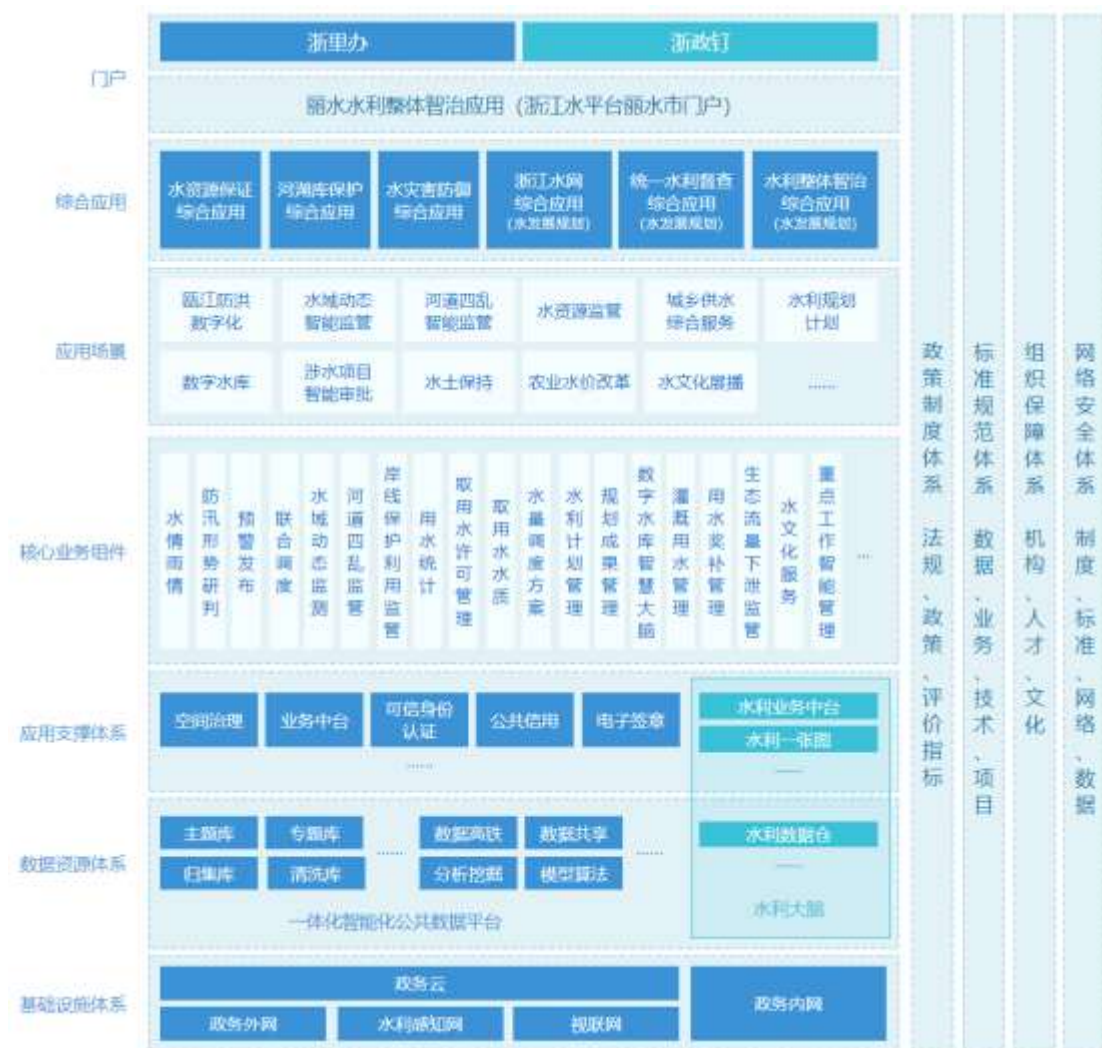 浙里办
浙政钉
门户
丽水水利整体智治应用(浙江水平台丽水市门户)
综合应用
水资源保证
综合应用
河湖库保护
综合应用
水灾害防御
综合应用
浙江水网
综合应用
(水发展规划)
统一水利督查
综合应用
(水发展规划)
水利整体智治
综合应用
(水发展规划)
应用场景
瓯江防洪
数字化
水域动态
智能监管
河道四乱
智能监管
水资源监管
城乡供水
综合服务
水利规划
计划
数字水库
涉水项目
智能审批
水土保持
农业水价改革
水文化展播
......
核心业务组件
水情雨情
防汛形势研判
预警发布
联合调度
水域动态监测
河道四乱监管
岸线保护利用监管
用水统计
取用水许可管理
取用水水质
水量调度方案
水利计划管理
规划成果管理
数字水库智慧大脑
灌溉用水管理
用水奖补管理
生态流量下泄监管
水文化服务
重点工作智能管理
...
应用支撑体系
空间治理
业务中台
可信身份
认证
公共信用
电子签章
......
水利业务中台
水利一张图
......
数据资源体系
主题库
专题库
归集库
清洗库
......
数据高铁
数据共享
分析挖掘
模型算法
......
一体化智能化公共数据平台
水利数据仓
......
水利大脑
基础设施体系
政务云
政务外网
水利感知网
视联网
政务内网
政策制度体系 法规、政策、评价指标
标准规范体系 数据、业务、技术、项目
组织保障体系 机构、人才、文化
网络安全体系 制度、标准、网络、数据